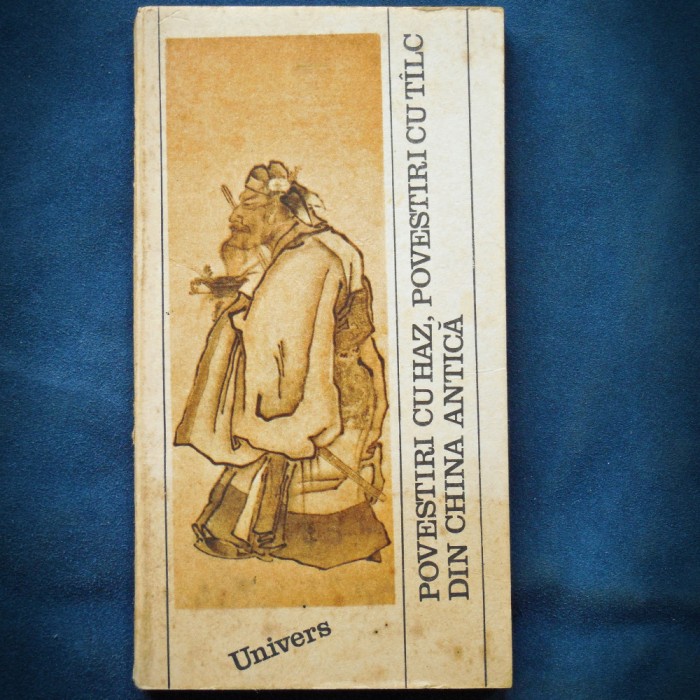 POVESTIRI CU HAZ, POVESTIRI CU TÎLC
DIN CHINA ANTICĂ
Univers